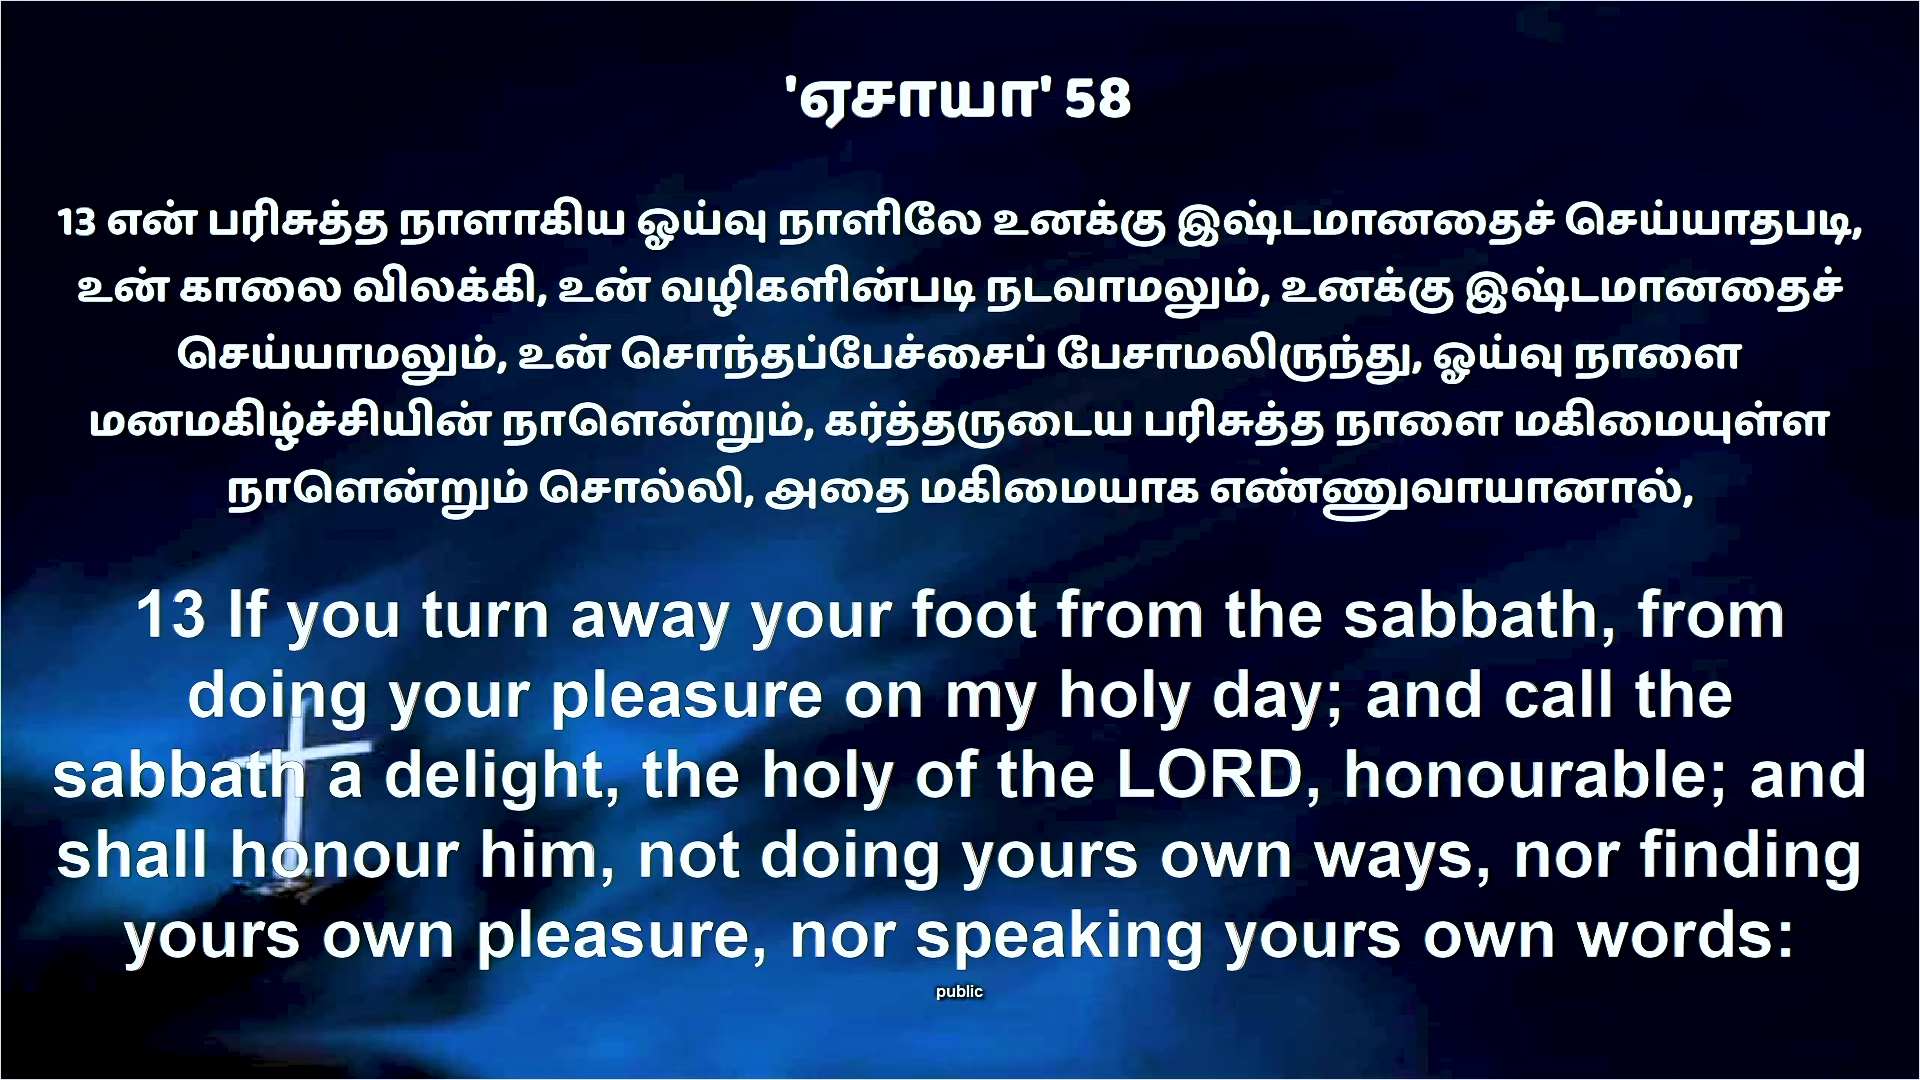 'ஏசாயா' 58
13 என் பரிசுத்த நாளாகிய ஓய்வு நாளிலே உனக்கு இஷ்டமானதைச் செய்யாதபடி,
உன் காலை விலக்கி, உன் வழிகளின்படி நடவாமலும், உனக்கு இஷ்டமானதைச்
செய்யாமலும், உன் சொந்தப்பேச்சைப் பேசாமலிருந்து, ஓய்வு நாளை
மனமகிழ்ச்சியின் நாளென்றும், கர்த்தருடைய பரிசுத்த நாளை மகிமையுள்ள
நாளென்றும் சொல்லி, அதை மகிமையாக எண்ணுவாயானால்,
13 If you turn away your foot from the sabbath, from
doing your pleasure on my holy day; and call the
sabbath a delight, the holy of the LORD, honourable; and
shall honour him, not doing yours own ways, nor finding
yours own pleasure, nor speaking yours own words:
public